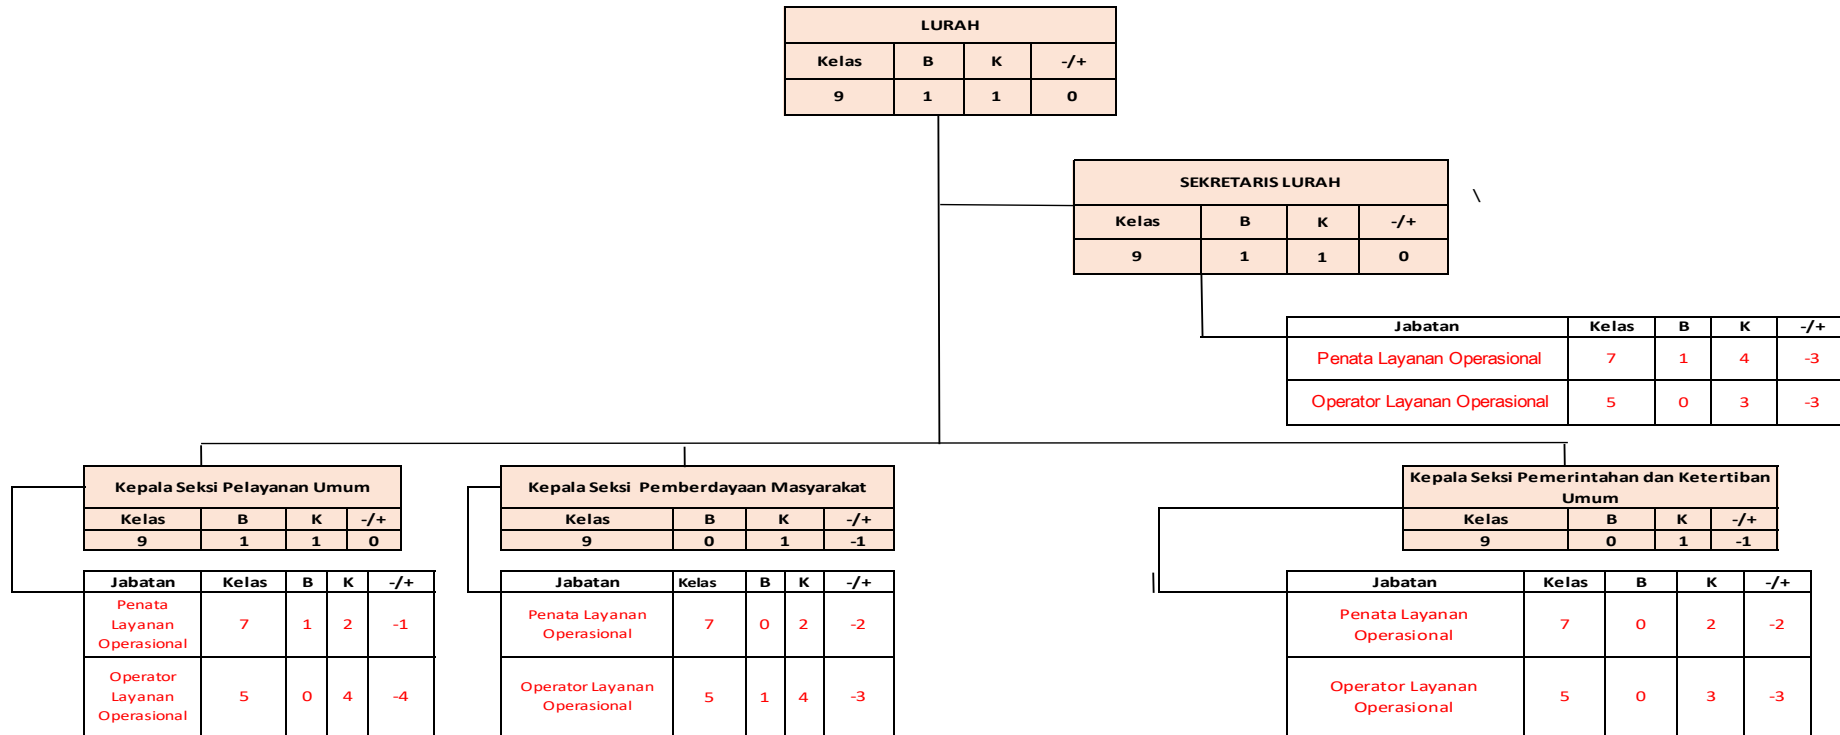 LURAH
Kelas B K -/+
9 1 1 0
SEKRETARIS LURAH
\
Kelas B K -/+
9 1 1 0
Jabatan Kelas B K -/+
Penata Layanan Operasional 7 1 4 -3
Operator Layanan Operasional 5 0 3 -3
Kepala Seksi Pelayanan Umum
Kelas B K -/+
9 1 1 0
Jabatan Kelas B K -/+
Penata
Layanan
Operasional
7 1 2 -1
Operator
Layanan
Operasional
5 0 4 -4
Kepala Seksi Pemberdayaan Masyarakat
Kelas B K -/+
9 0 1 -1
Jabatan Kelas B K -/+
Penata Layanan
Operasional
7 0 2 -2
Operator Layanan
Operasional
5 1 4 -3
Kepala Seksi Pemerintahan dan Ketertiban
Umum
Kelas B K -/+
9 0 1 -1
\
Jabatan Kelas B K -/+
Penata Layanan
Operasional
7 0 2 -2
Operator Layanan
Operasional
5 0 3 -3